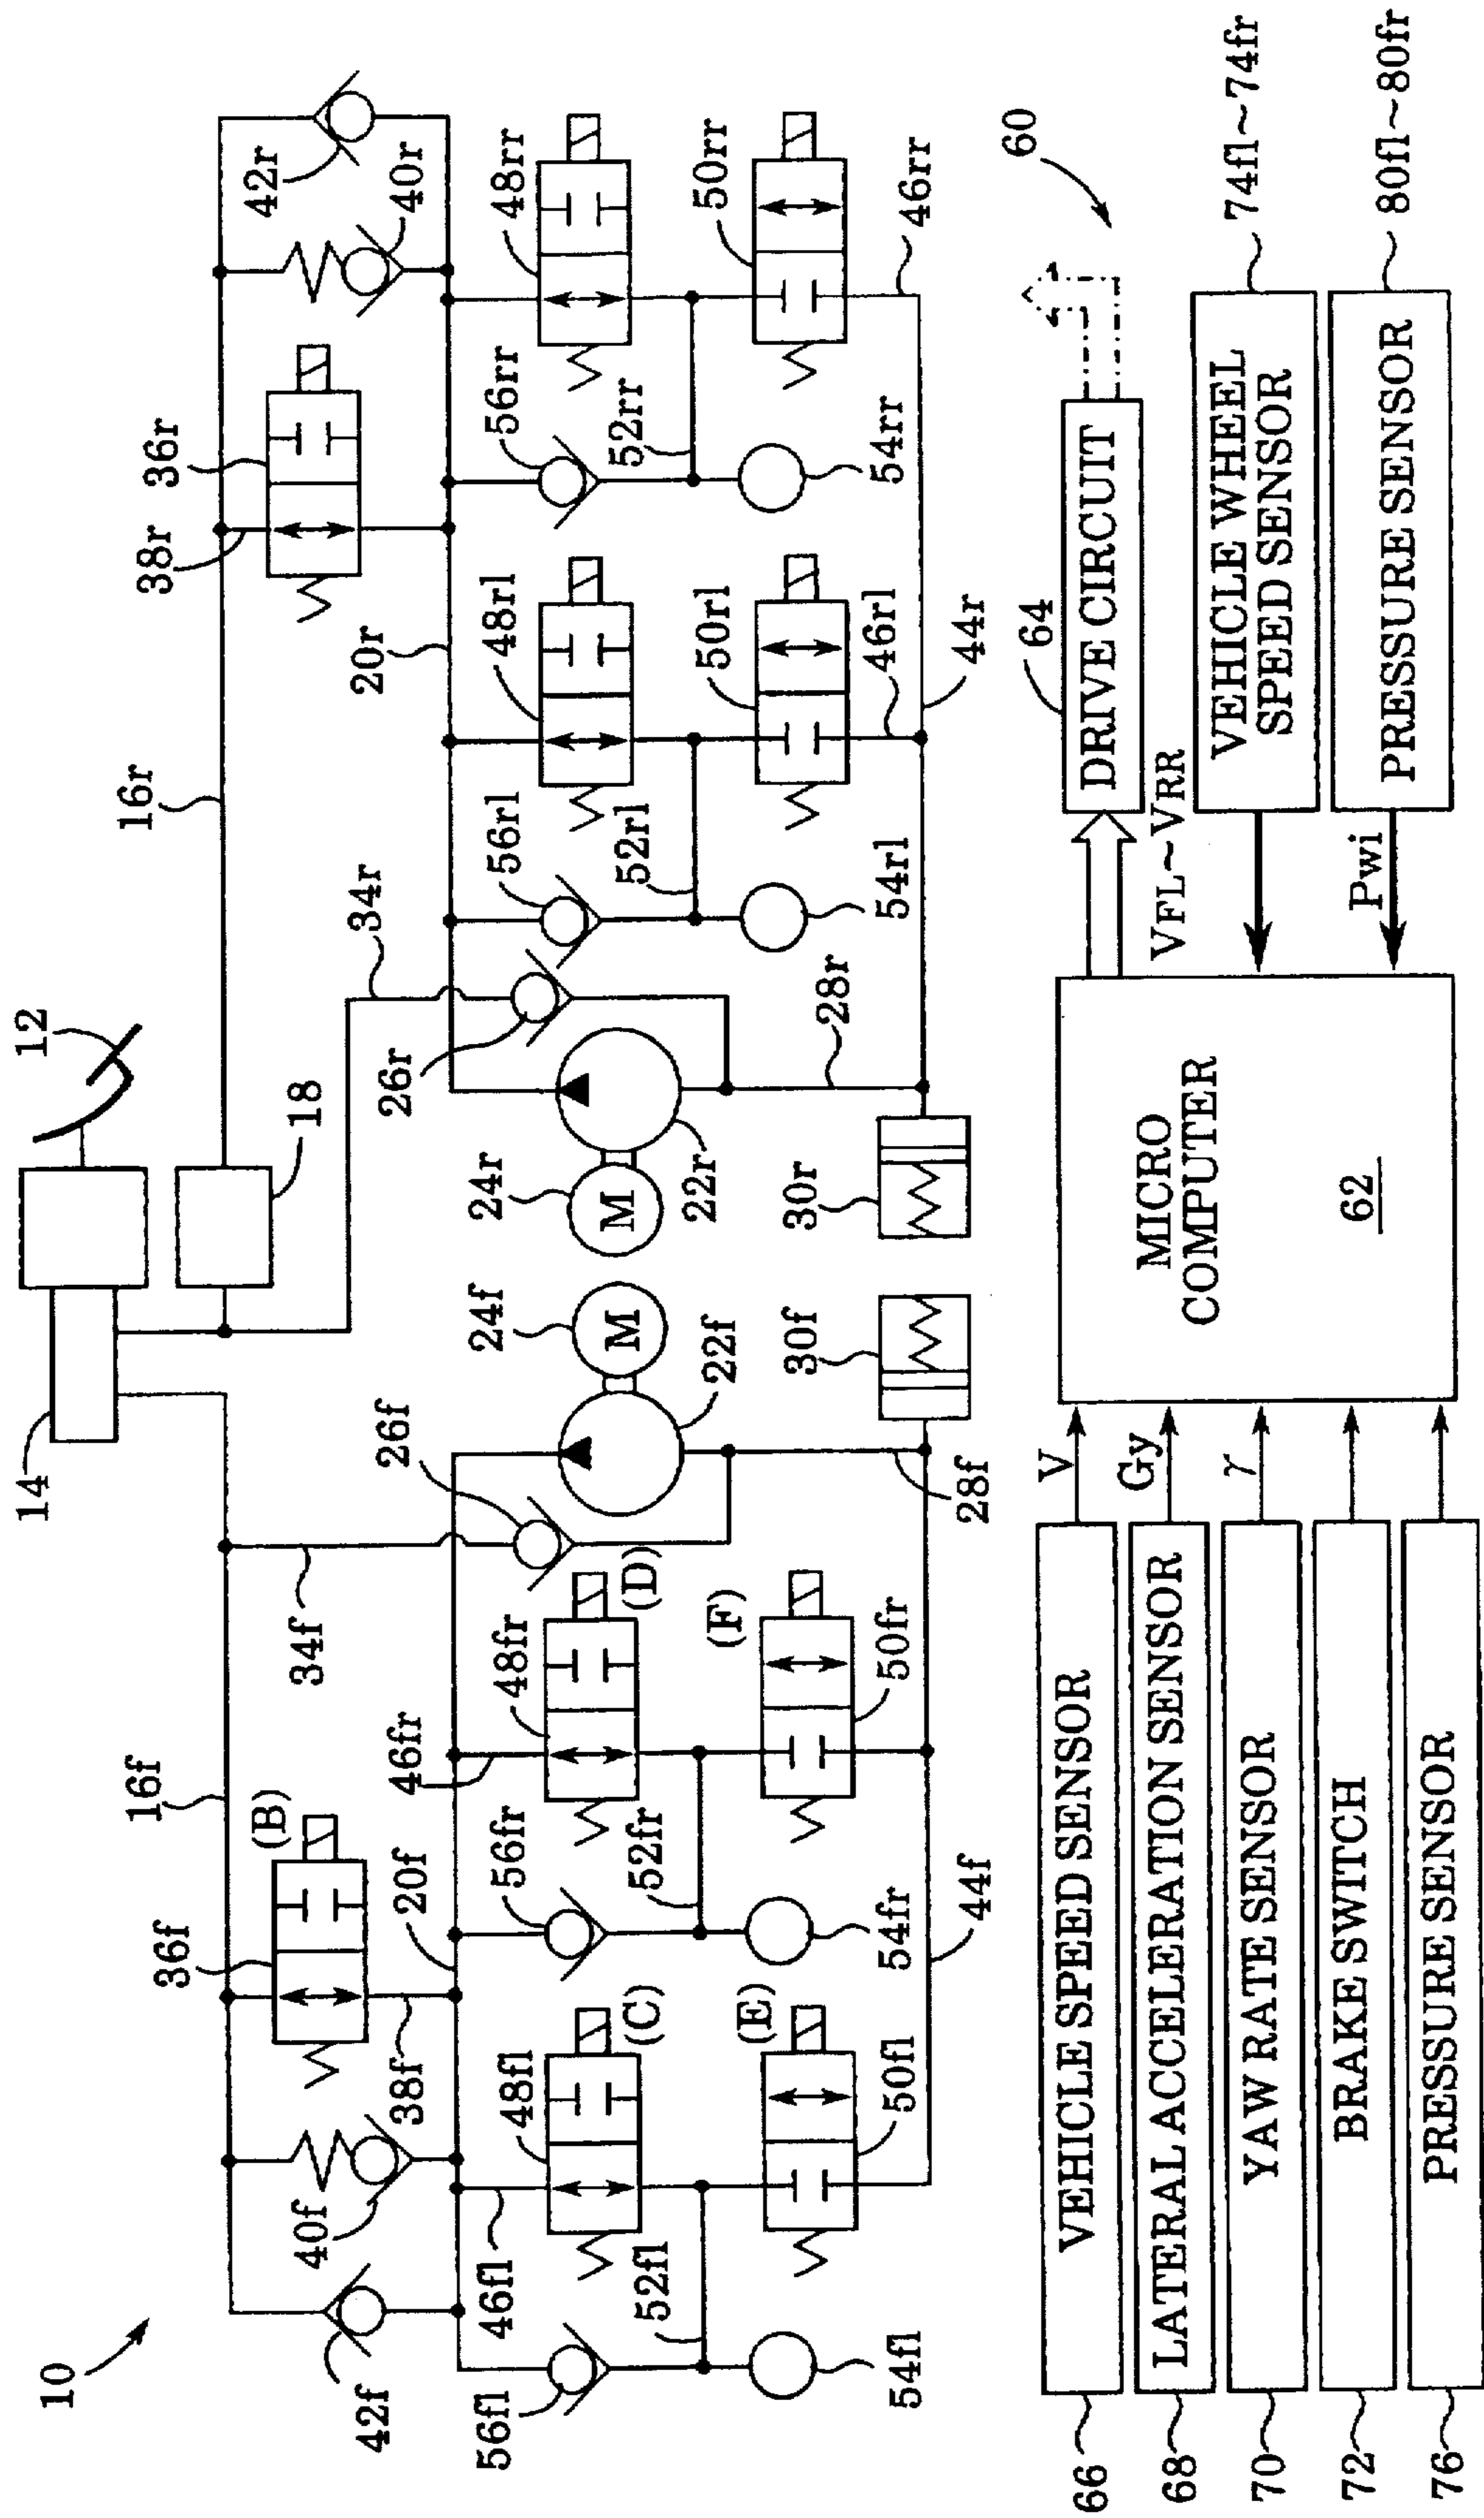 10
12
14
16f
16r
18
42r
40r
36r
38r
36f
(B)
34f
34r
42f
40f
38f
20f
20r
46fl
46fr
48fl
(C)
48fr
(D)
26f
26r
24f
24r
22f
22r
56fl
56fr
56rl
56rr
48rl
48rr
52fl
52fr
52rl
52rr
(E)
(F)
50fl
50fr
50rl
50rr
M
M
54fl
54fr
54rl
54rr
44f
44r
28f
28r
30f
30r
46rl
46rr
60
66
VEHICLE SPEED SENSOR
V
68
LATERAL ACCELERATION SENSOR
Gy
70
YAW RATE SENSOR
γ
72
BRAKE SWITCH
76
PRESSURE SENSOR
MICRO
COMPUTER
62
64
DRIVE CIRCUIT
VFL~VRR
VEHICLE WHEEL
SPEED SENSOR
74fl~74fr
Pwi
PRESSURE SENSOR
80fl~80fr